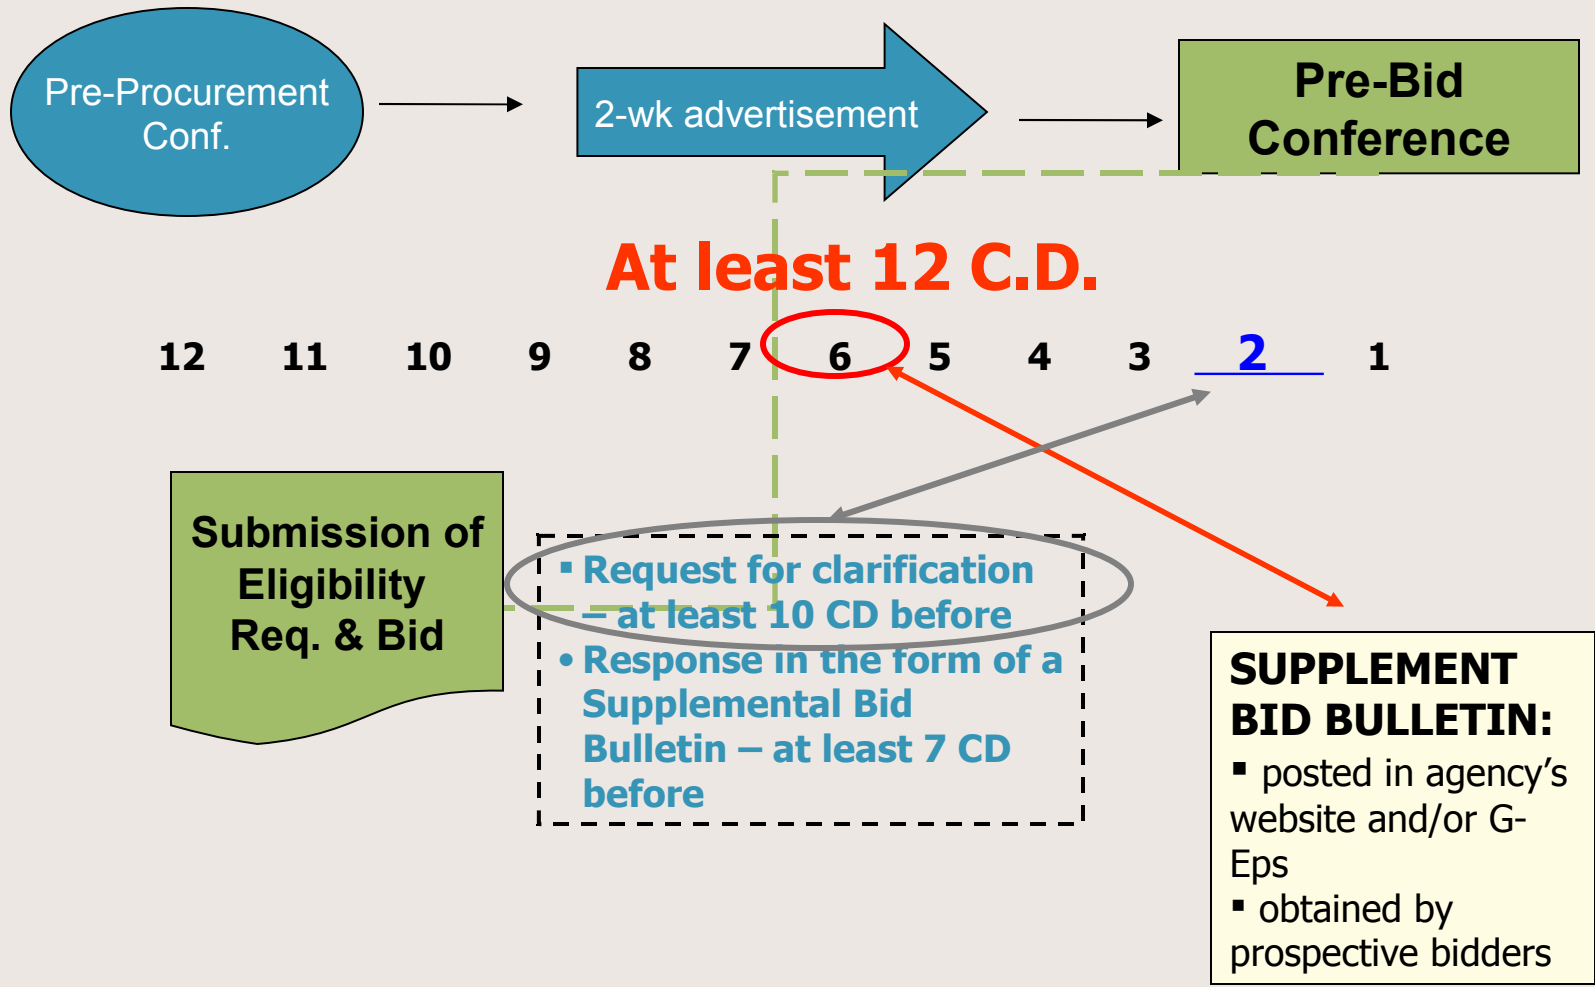 Pre-Procurement
Conf.
2-wk advertisement
Pre-Bid
Conference
At least 12 C.D.
12 11 10 9 8 7 6 5 4 3 2 1
Submission of
Eligibility
Req. & Bid
▪ Request for clarification
– at least 10 CD before
• Response in the form of a
Supplemental Bid
Bulletin – at least 7 CD
before
SUPPLEMENT
BID BULLETIN:
▪ posted in agency’s
website and/or G-
Eps
▪ obtained by
prospective bidders